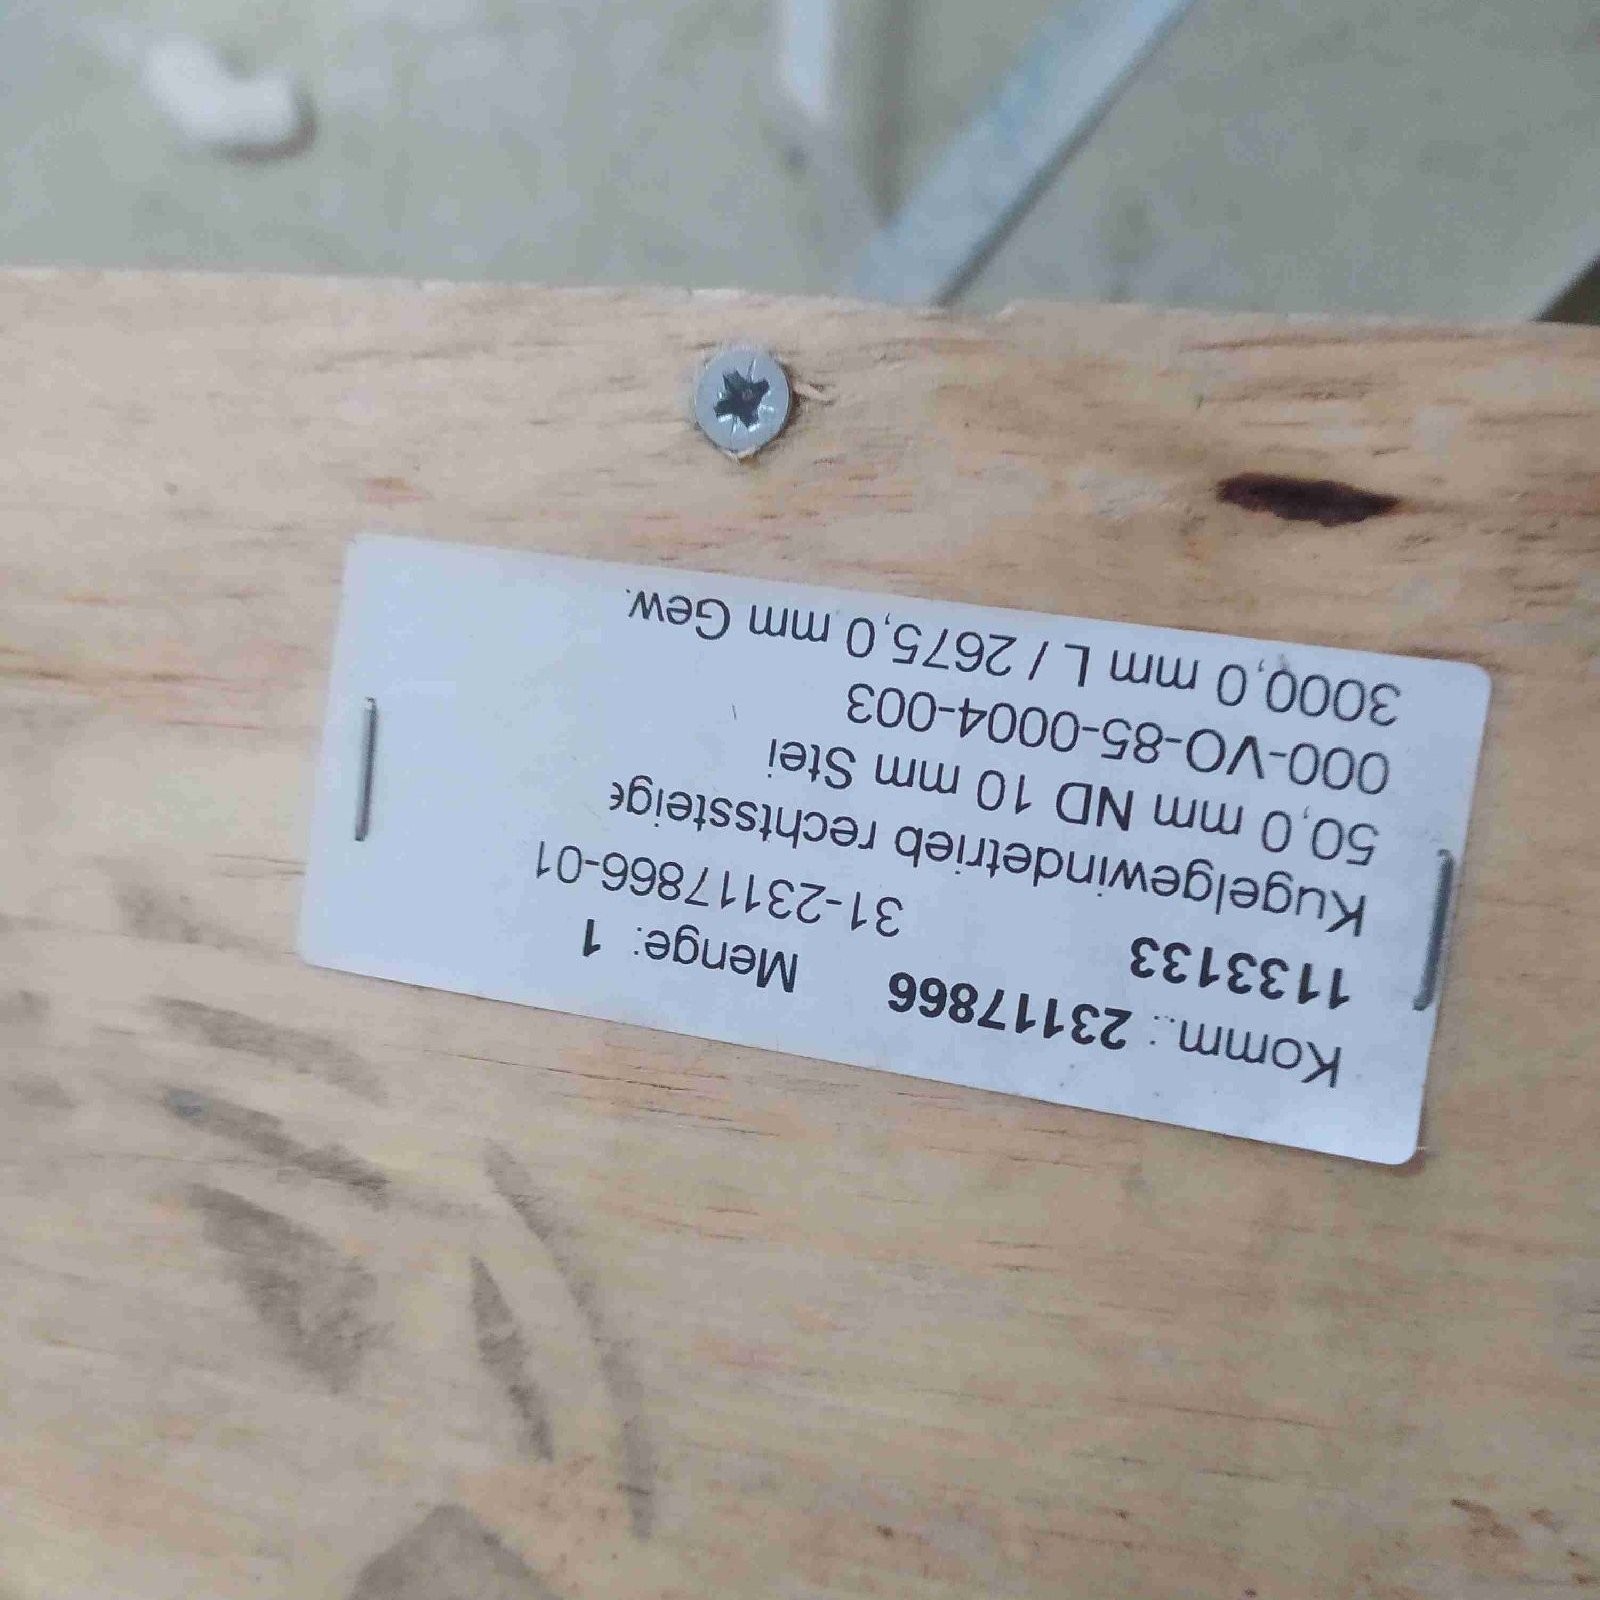 Komm.: 23117866 Menge: 1
1133133 31-23117866-01
Kugelgewindetrieb rechtssteige
50,0 mm ND 10 mm Stei
000-VO-85-0004-003
3000,0 mm L / 2675,0 mm Gew.